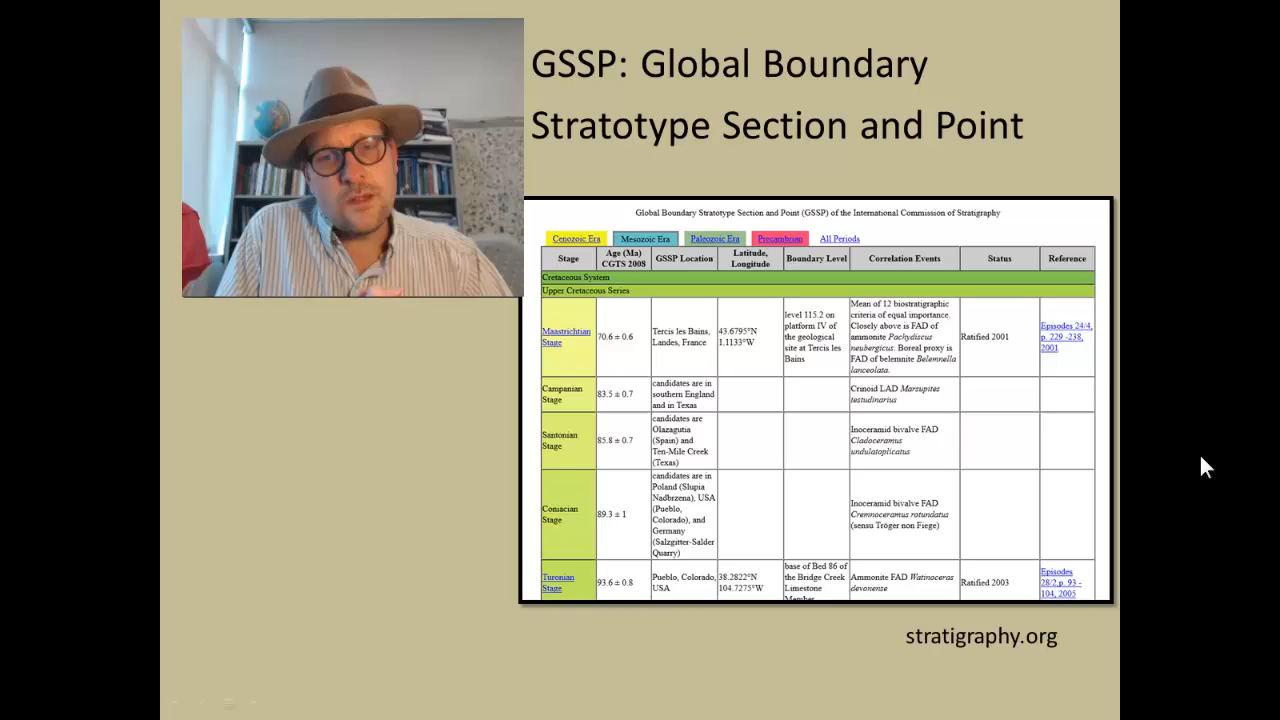 GSSP: Global Boundary
Stratotype Section and Point
Global Boundary Stratotype Section and Point (GSSP) of the International Commission of Stratigraphy
Cenozoic Era Mesozoic Era Paleozoic Era Precambrian All Periods
Stage
Age (Ma)
CGTS 2008
GSSP Location
Latitude,
Longitude
Boundary Level
Correlation Events
Status
Reference
Cretaceous System
Upper Cretaceous Series
Maastrichtian
Stage
70.6 ± 0.6
Tercis les Bains,
Landes, France
43.6795°N
1.1133°W
level 115.2 on
platform IV of
the geological
site at Tercis les
Bains
Mean of 12 biostratigraphic
criteria of equal importance.
Closely above is FAD of
ammonite Pachydiscus
neubergicus. Boreal proxy is
FAD of belemnite Belemnella
lanceolata.
Ratified 2001
Episodes 24/4,
p. 229 -238,
2001
Campanian
Stage
83.5 ± 0.7
candidates are in
southern England
and in Texas
Crinoid LAD Marsupites
testudinarius
Santonian
Stage
85.8 ± 0.7
candidates are
Olazagutia
(Spain) and
Ten-Mile Creek
(Texas)
Inoceramid bivalve FAD
Cladoceramus
undulatoplicatus
Coniacian
Stage
89.3 ± 1
candidates are in
Poland (Slupia
Nadbrzena), USA
(Pueblo,
Colorado), and
Germany
(Salzgitter-Salder
Quarry)
Inoceramid bivalve FAD
Cremnoceramus rotundatus
(sensu Tröger non Fiege)
Turonian
Stage
93.6 ± 0.8
Pueblo, Colorado,
USA
38.2822°N
104.7275°W
base of Bed 86 of
the Bridge Creek
Limestone
Member
Ammonite FAD Watinoceras
devonense
Ratified 2003
Episodes
28/2,p. 93 -
104, 2005
stratigraphy.org